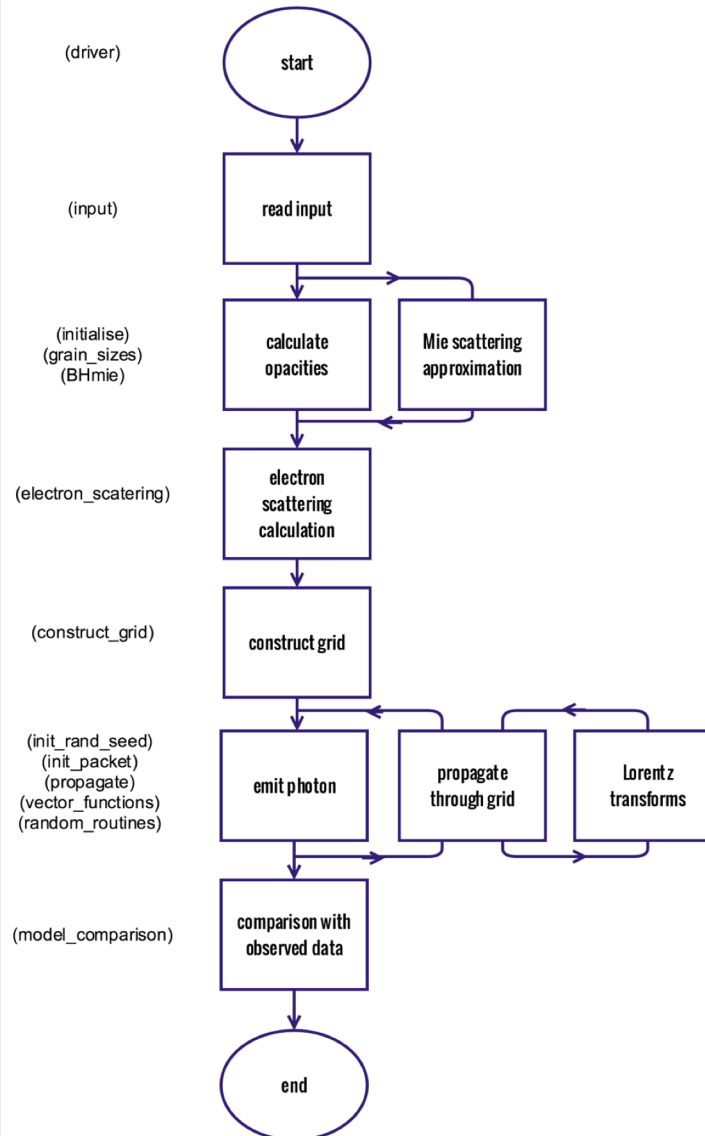 (driver)
start
(input)
read input
(initialise)
(grain_sizes)
(BHmie)
calculate
opacities
Mie scattering
approximation
(electron_scatering)
electron
scattering
calculation
(construct_grid)
construct grid
(init_rand_seed)
(init_packet)
(propagate)
(vector_functions)
(random_routines)
emit photon
propagate
through grid
Lorentz
transforms
(model_comparison)
comparison with
observed data
end